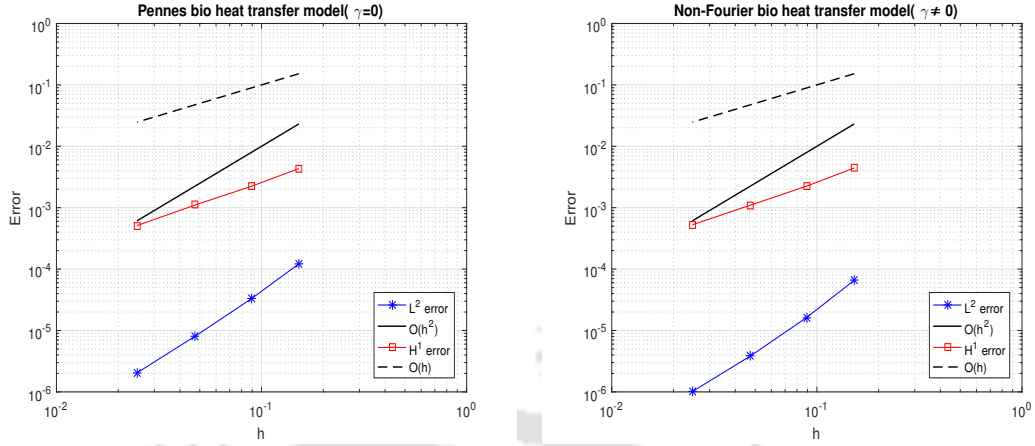 Pennes bio heat transfer model( γ=0)
10^0
10^-1
10^-2
10^-3
10^-4
10^-5
10^-6
Error
10^-2
10^-1
10^0
h
L^2 error
O(h^2)
H^1 error
O(h)
Non-Fourier bio heat transfer model( γ≠ 0)
10^0
10^-1
10^-2
10^-3
10^-4
10^-5
10^-6
Error
10^-2
10^-1
10^0
h
L^2 error
O(h^2)
H^1 error
O(h)